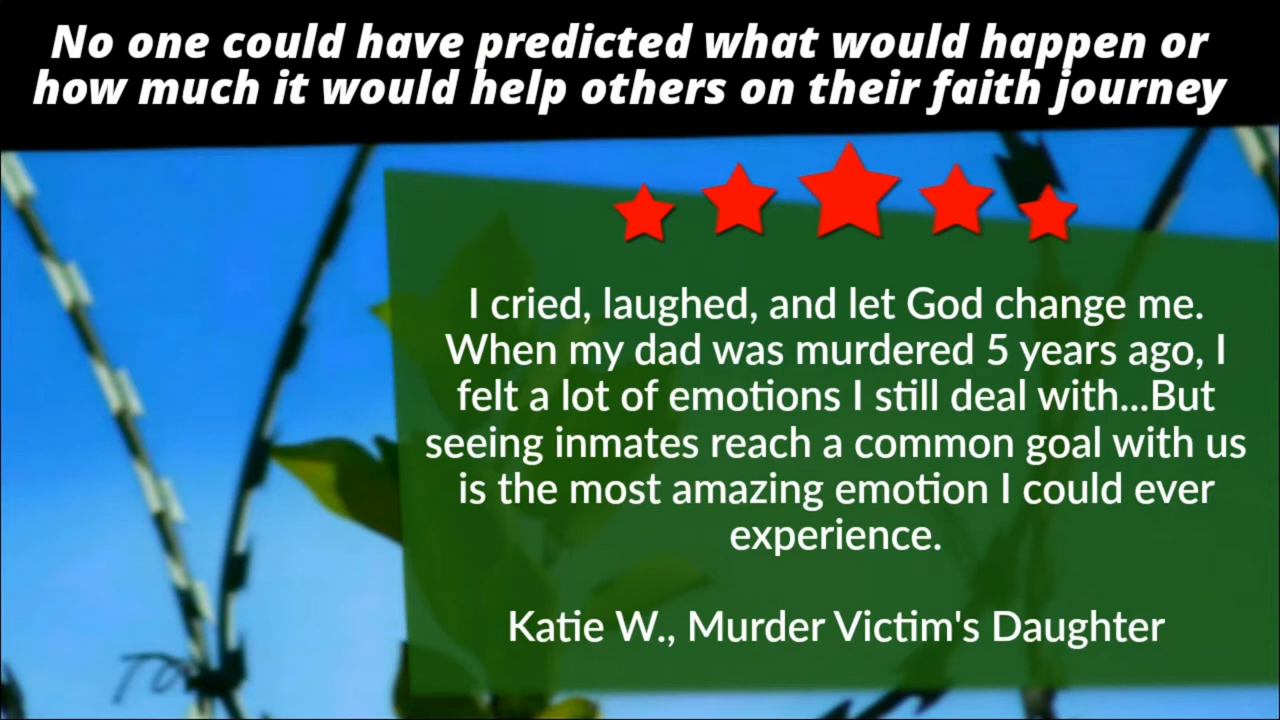 No one could have predicted what would happen or
how much it would help others on their faith journey
I cried, laughed, and let God change me.
When my dad was murdered 5 years ago, I
felt a lot of emotions I still deal with...But
seeing inmates reach a common goal with us
is the most amazing emotion I could ever
experience.
Katie W., Murder Victim's Daughter